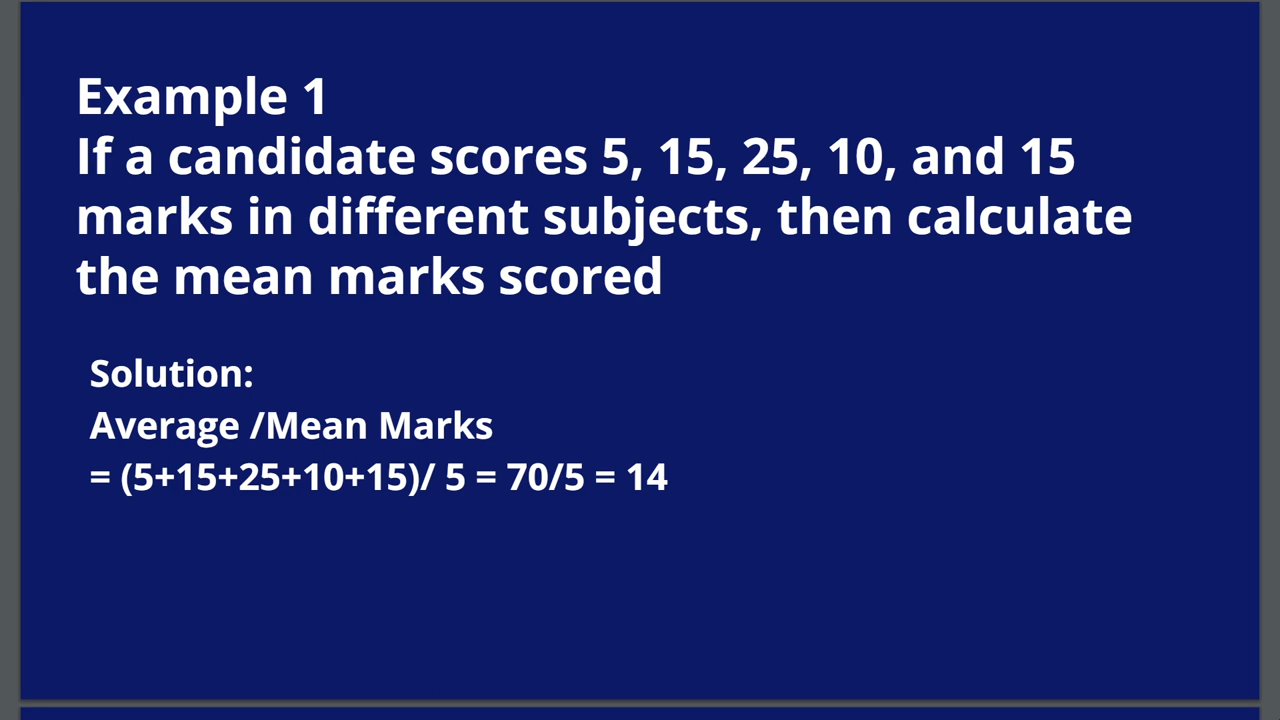 Example 1
If a candidate scores 5, 15, 25, 10, and 15
marks in different subjects, then calculate
the mean marks scored
Solution:
Average /Mean Marks
= (5+15+25+10+15)/ 5 = 70/5 = 14